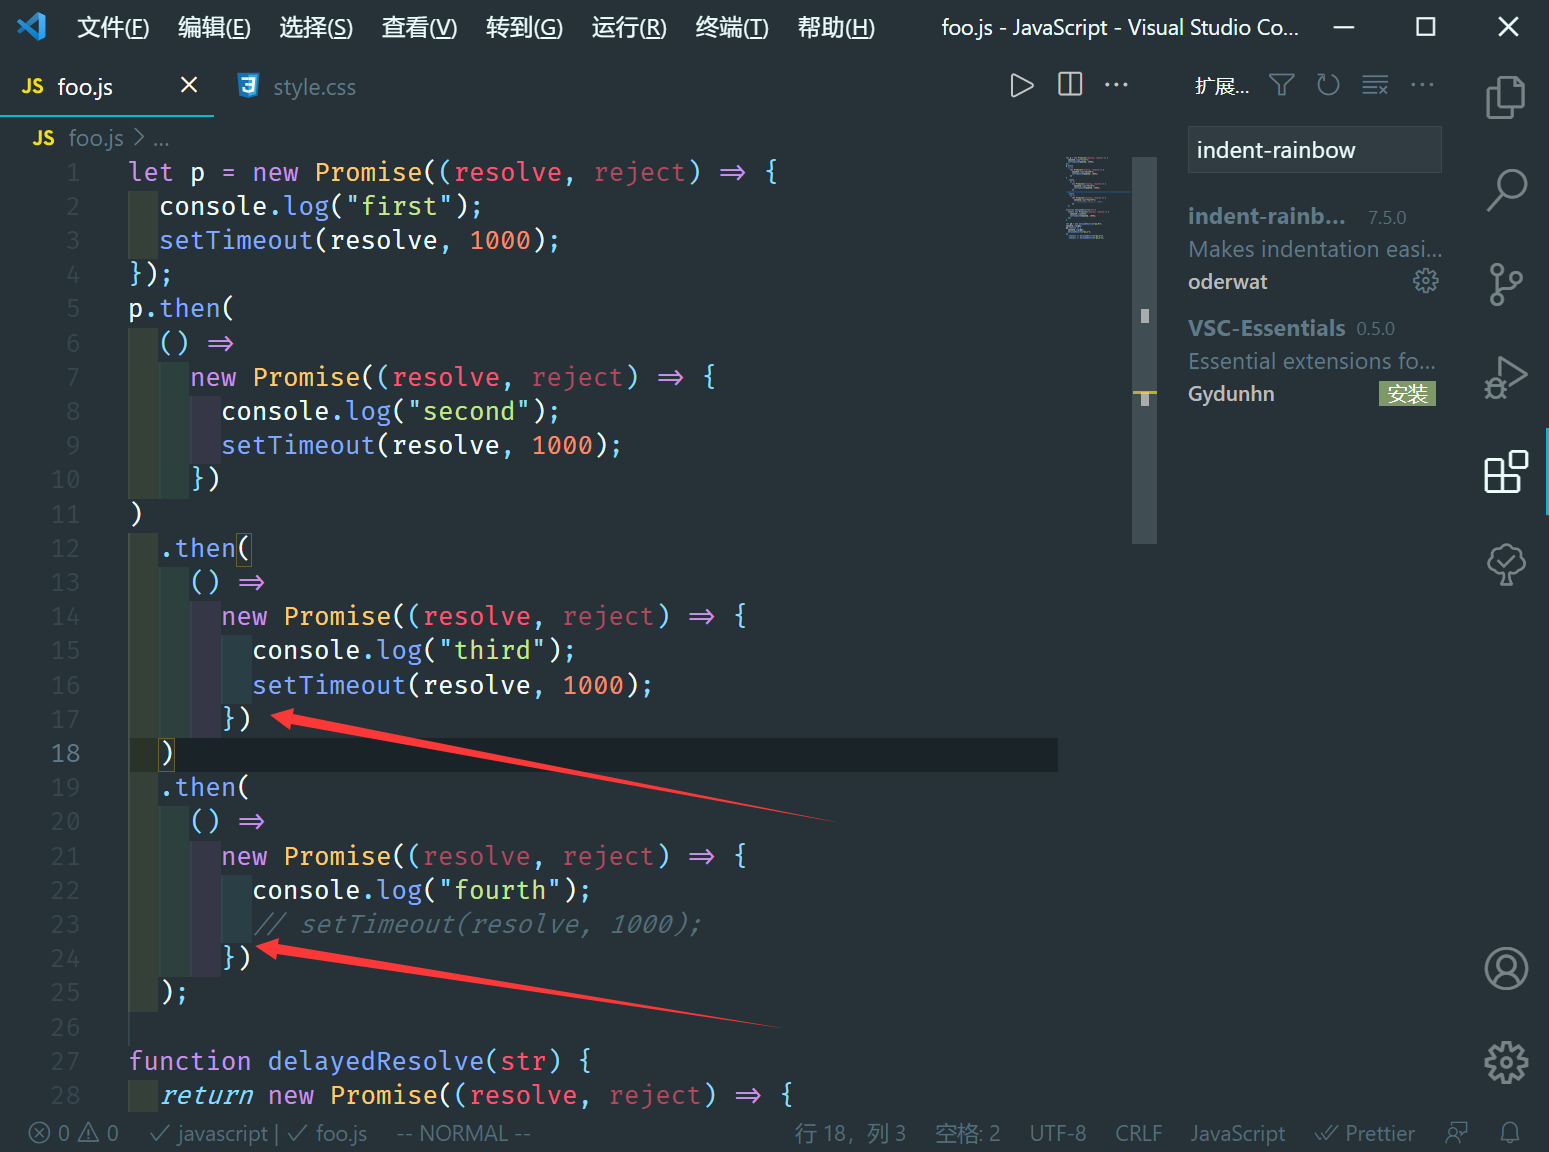 文件(F) 编辑(E) 选择(S) 查看(V) 转到(G) 运行(R) 终端(T) 帮助(H) foo.js - JavaScript - Visual Studio Co...
JS foo.js style.css
JS foo.js > ...
1 let p = new Promise((resolve, reject) => {
2 console.log("first");
3 setTimeout(resolve, 1000);
4 });
5 p.then(
6 () =>
7 new Promise((resolve, reject) => {
8 console.log("second");
9 setTimeout(resolve, 1000);
10 })
11 )
12 .then(
13 () =>
14 new Promise((resolve, reject) => {
15 console.log("third");
16 setTimeout(resolve, 1000);
17 })
18 )
19 .then(
20 () =>
21 new Promise((resolve, reject) => {
22 console.log("fourth");
23 // setTimeout(resolve, 1000);
24 })
25 );
26
27 function delayedResolve(str) {
28 return new Promise((resolve, reject) => {
扩展...
indent-rainbow
indent-rainb... 7.5.0
Makes indentation easi...
oderwat
VSC-Essentials 0.5.0
Essential extensions fo...
Gydunhn 安装
0 0 javascript | foo.js -- NORMAL -- 行 18，列 3 空格: 2 UTF-8 CRLF JavaScript Prettier